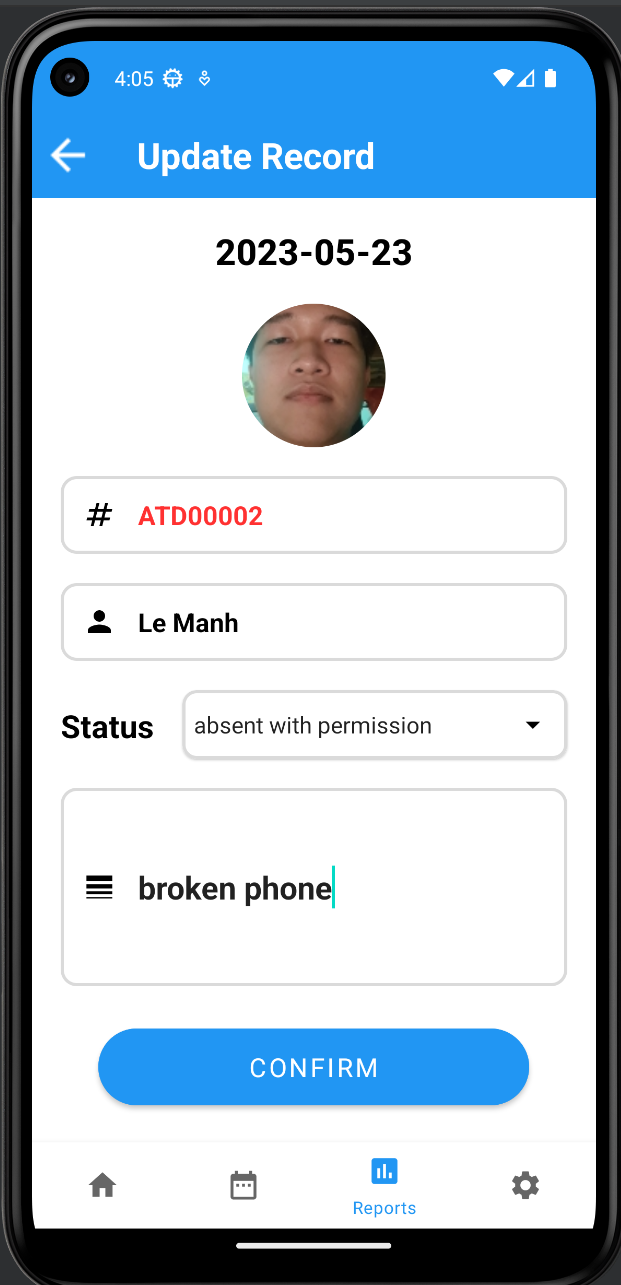 4:05
Update Record
2023-05-23
# ATD00002
Le Manh
Status absent with permission
broken phone
CONFIRM
Reports